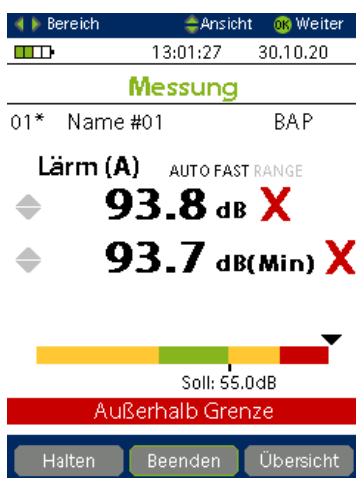 Bereich Ansicht OK Weiter
13:01:27 30.10.20
Messung
01* Name #01 BAP
Lärm (A) AUTO FAST RANGE
93.8 dB X
93.7 dB(Min) X
Soll: 55.0dB
Außerhalb Grenze
Halten Beenden Übersicht